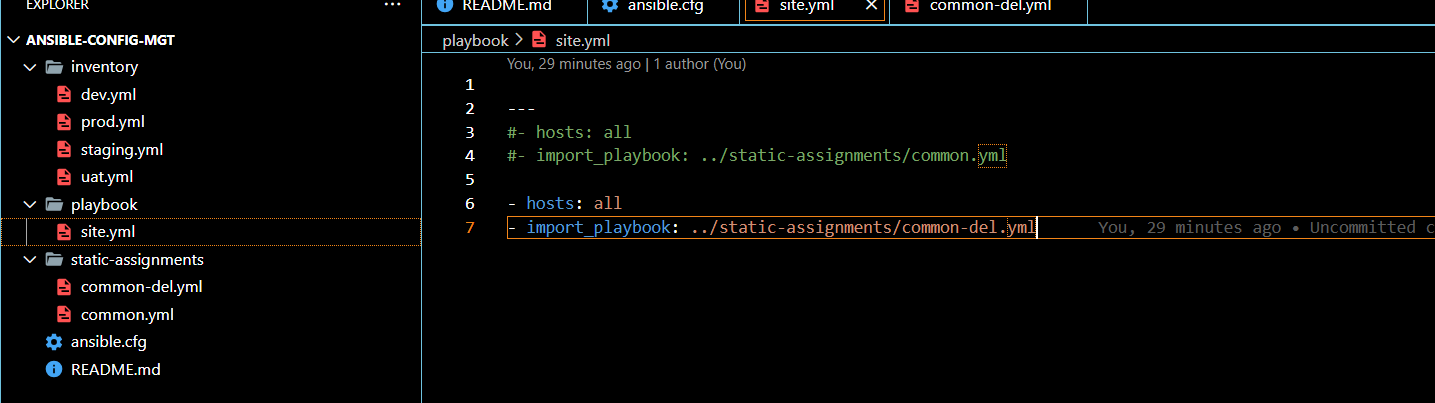 EXPLORER ...
ANSIBLE-CONFIG-MGT
inventory
dev.yml
prod.yml
staging.yml
uat.yml
playbook
site.yml
static-assignments
common-del.yml
common.yml
ansible.cfg
README.md
README.md ansible.cfg site.yml common-del.yml
playbook > site.yml
You, 29 minutes ago | 1 author (You)
1
2 ---
3 #- hosts: all
4 #- import_playbook: ../static-assignments/common.yml
5
6 - hosts: all
7 - import_playbook: ../static-assignments/common-del.yml You, 29 minutes ago • Uncommitted c